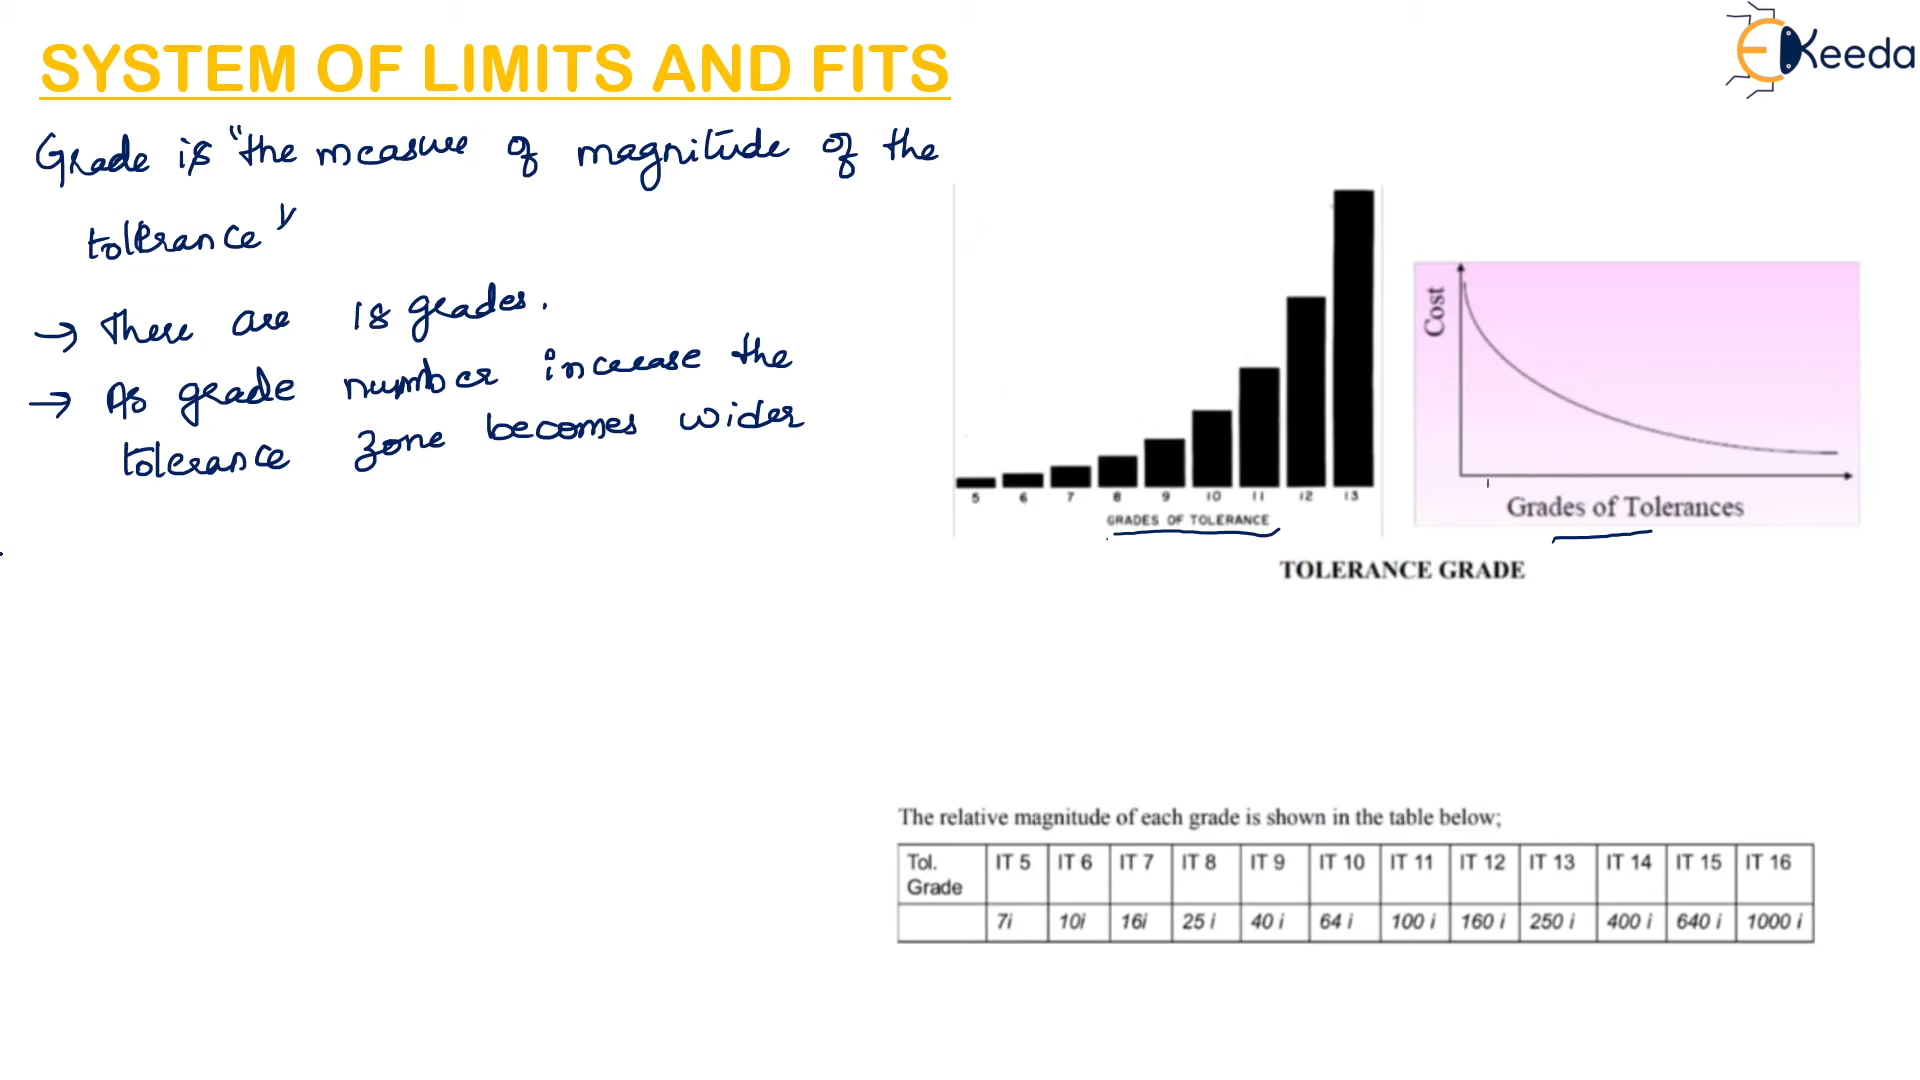 SYSTEM OF LIMITS AND FITS
EKeeda
Grade is "the measure of magnitude of the
tolerance"
→ There are 18 grades.
→ As grade number increase the
tolerance zone becomes wider
5 6 7 8 9 10 11 12 13
GRADES OF TOLERANCE
Cost
Grades of Tolerances
TOLERANCE GRADE
The relative magnitude of each grade is shown in the table below;
Tol. Grade IT 5 IT 6 IT 7 IT 8 IT 9 IT 10 IT 11 IT 12 IT 13 IT 14 IT 15 IT 16
7i 10i 16i 25 i 40 i 64 i 100 i 160 i 250 i 400 i 640 i 1000 i